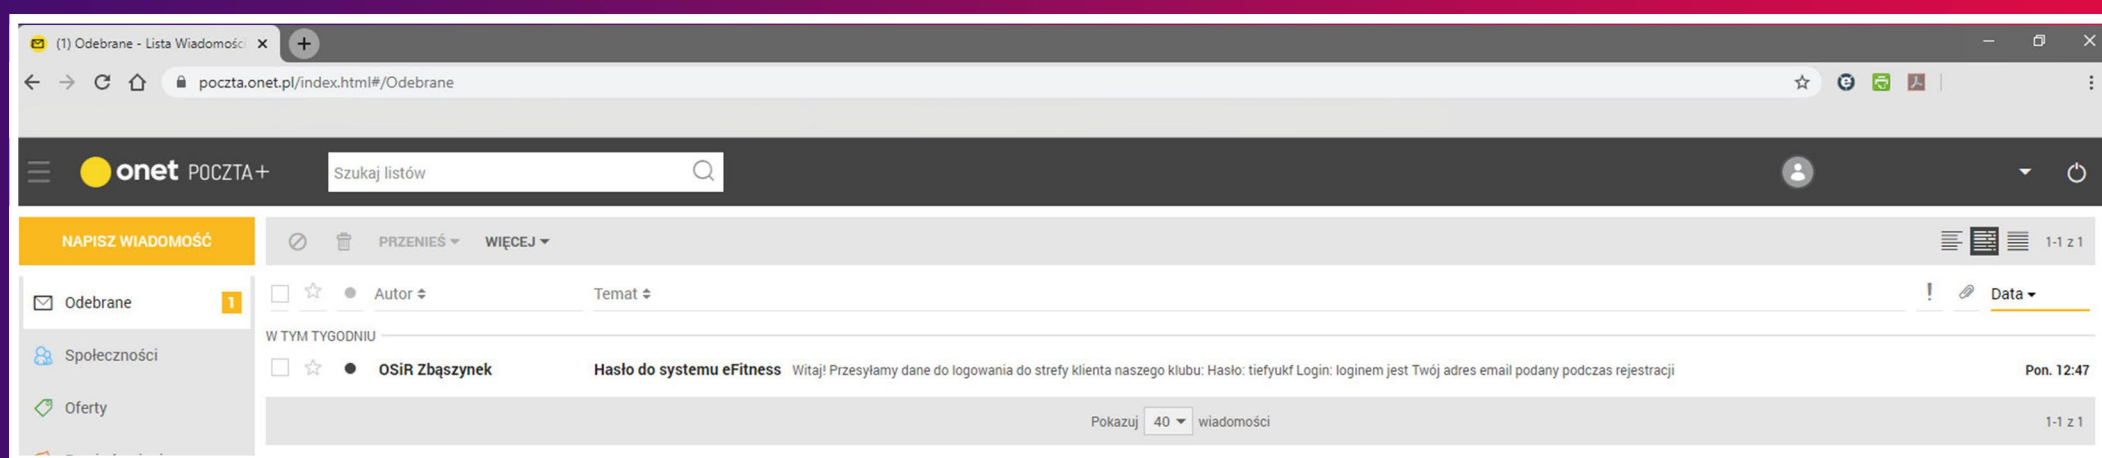 (1) Odebrane - Lista Wiadomości
poczta.onet.pl/index.html#/Odebrane
onet POCZTA+
Szukaj listów
NAPISZ WIADOMOŚĆ
PRZENIEŚ
WIĘCEJ
1-1 z 1
Odebrane
1
Autor
Temat
!
Data
W TYM TYGODNIU
Społeczności
OSiR Zbąszynek
Hasło do systemu eFitness Witaj! Przesyłamy dane do logowania do strefy klienta naszego klubu: Hasło: tiefyukf Login: loginem jest Twój adres email podany podczas rejestracji
Pon. 12:47
Oferty
Pokazuj 40 wiadomości
1-1 z 1